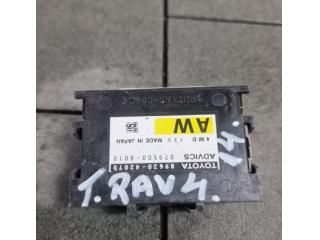 AW
4WD 12V MADE IN JAPAN
ADVICS 079500-8010
TOYOTA 89630-42070
T. RAV4. 14.